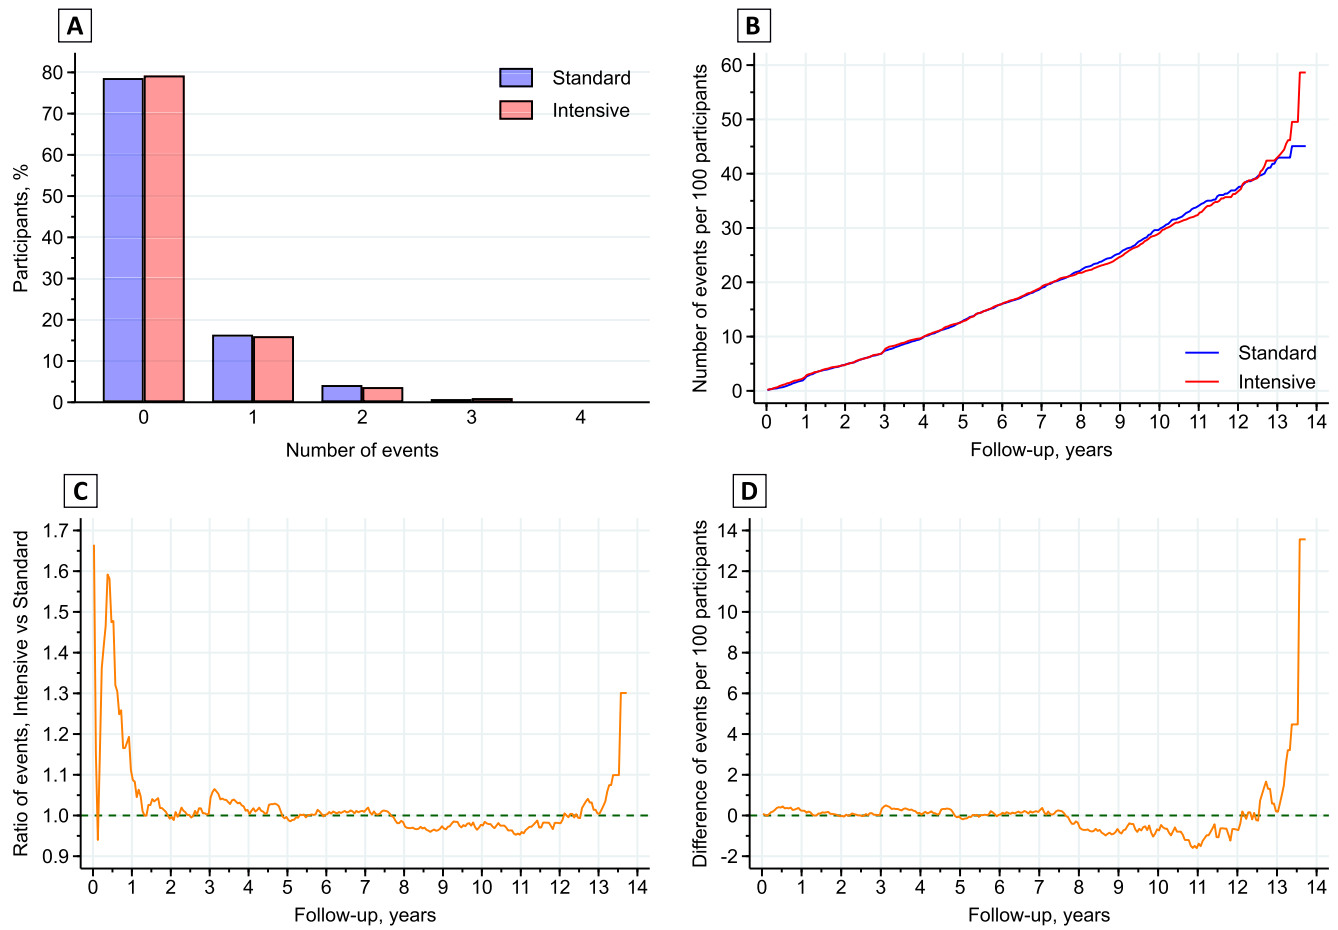 A
Participants, %
80
70
60
50
40
30
20
10
0
0 1 2 3 4
Number of events
Standard
Intensive
B
Number of events per 100 participants
60
50
40
30
20
10
0
0 1 2 3 4 5 6 7 8 9 10 11 12 13 14
Follow-up, years
Standard
Intensive
C
Ratio of events, Intensive vs Standard
1.7
1.6
1.5
1.4
1.3
1.2
1.1
1.0
0.9
0 1 2 3 4 5 6 7 8 9 10 11 12 13 14
Follow-up, years
D
Difference of events per 100 participants
14
12
10
8
6
4
2
0
-2
0 1 2 3 4 5 6 7 8 9 10 11 12 13 14
Follow-up, years